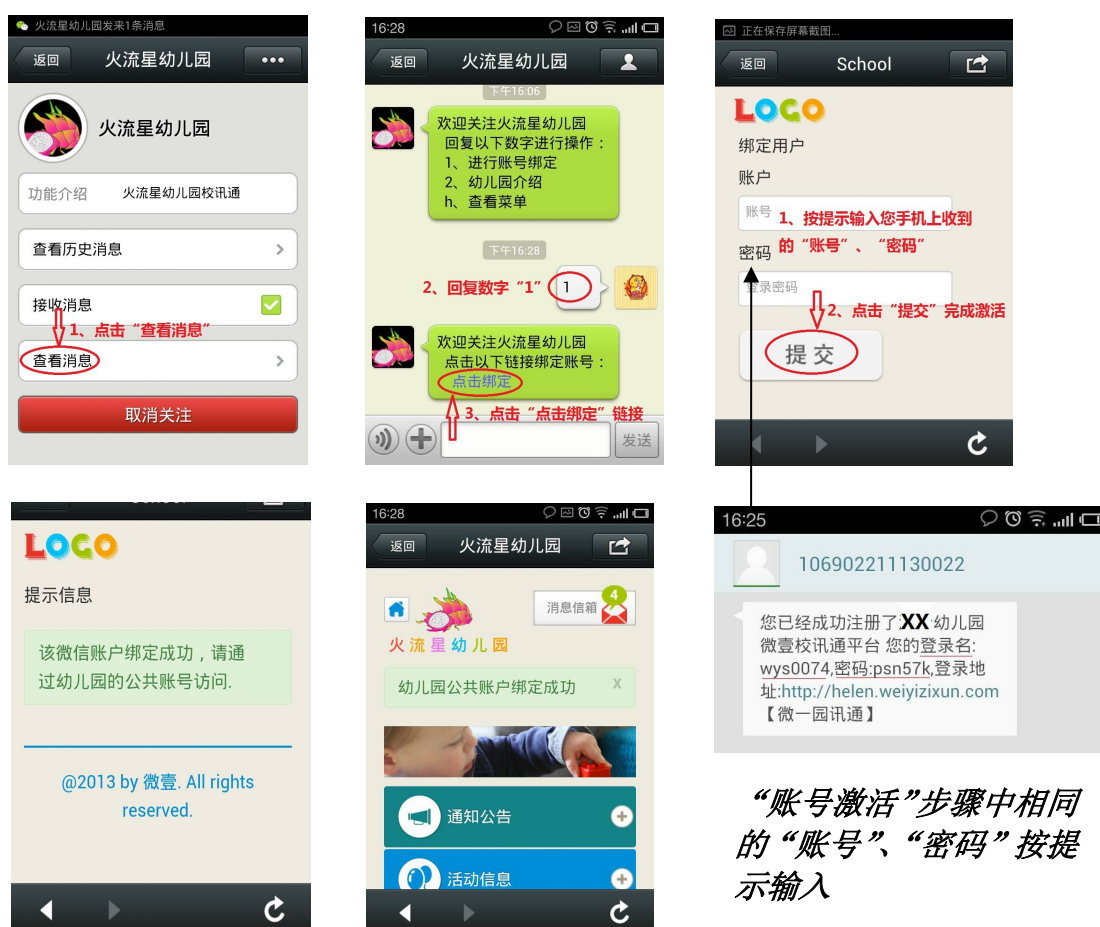 火流星幼儿园发来1条消息
返回
火流星幼儿园
火流星幼儿园
功能介绍
火流星幼儿园校讯通
查看历史消息
接收消息
1、点击“查看消息”
查看消息
取消关注
16:28
返回
火流星幼儿园
下午16:06
欢迎关注火流星幼儿园
回复以下数字进行操作：
1、进行账号绑定
2、幼儿园介绍
h、查看菜单
下午16:28
2、回复数字“1”
1
欢迎关注火流星幼儿园
点击以下链接绑定账号：
点击绑定
3、点击“点击绑定”链接
发送
正在保存屏幕截图...
返回
School
LOGO
绑定用户
账户
账号
1、按提示输入您手机上收到
的“账号”、“密码”
密码
登录密码
2、点击“提交”完成激活
提 交
LOGO
提示信息
该微信账户绑定成功，请通
过幼儿园的公共账号访问.
@2013 by 微壹. All rights
reserved.
16:28
返回
火流星幼儿园
消息信箱
4
火流星幼儿园
幼儿园公共账户绑定成功
X
通知公告
活动信息
16:25
106902211130022
您已经成功注册了XX幼儿园
微壹校讯通平台 您的登录名:
wys0074,密码:psn57k,登录地
址:http://helen.weiyizixun.com
【微一园讯通】
“账号激活”步骤中相同
的“账号”、“密码”按提
示输入